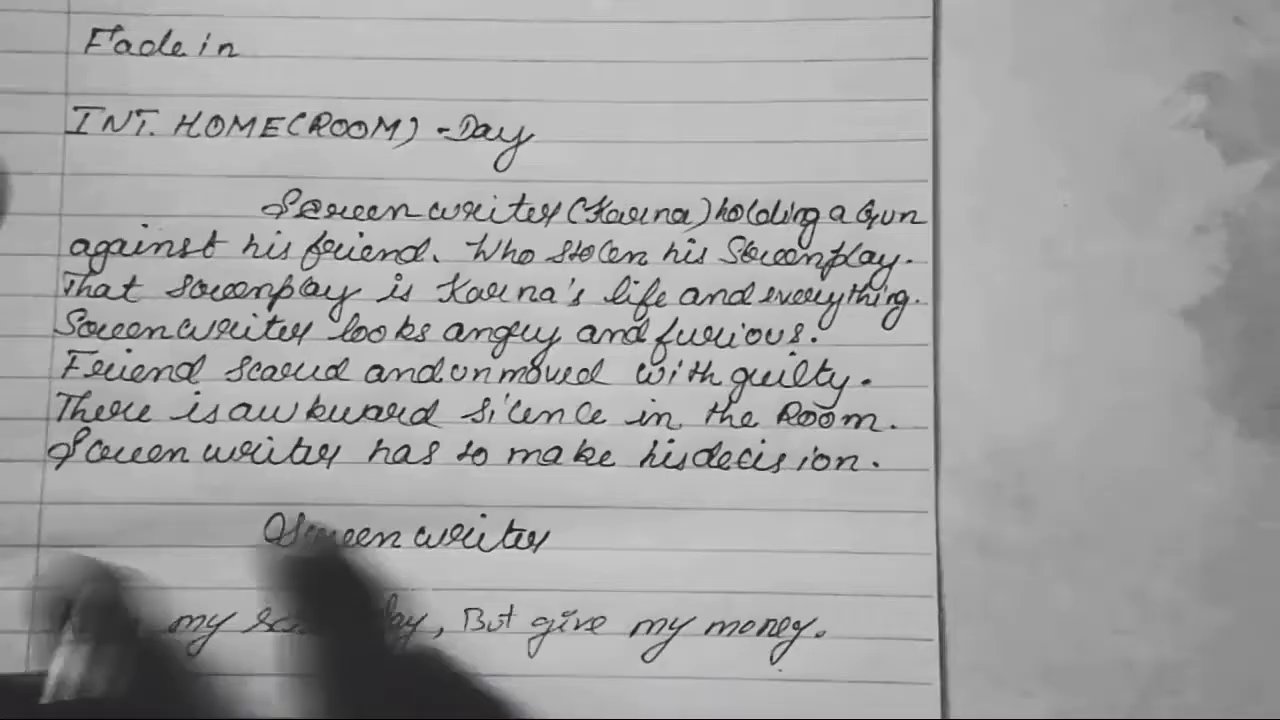 Fade in
INT. HOME(ROOM) - Day
Screen writer (Karna) holding a Gun
against his friend. Who stolen his Screenplay.
That screenplay is Karna's life and everything.
Screen writer looks angry and furious.
Friend scared and unmoved with guilty.
There is awkward silence in the Room.
Screen writer has to make his decision.
Screen writer
my, But give my money.